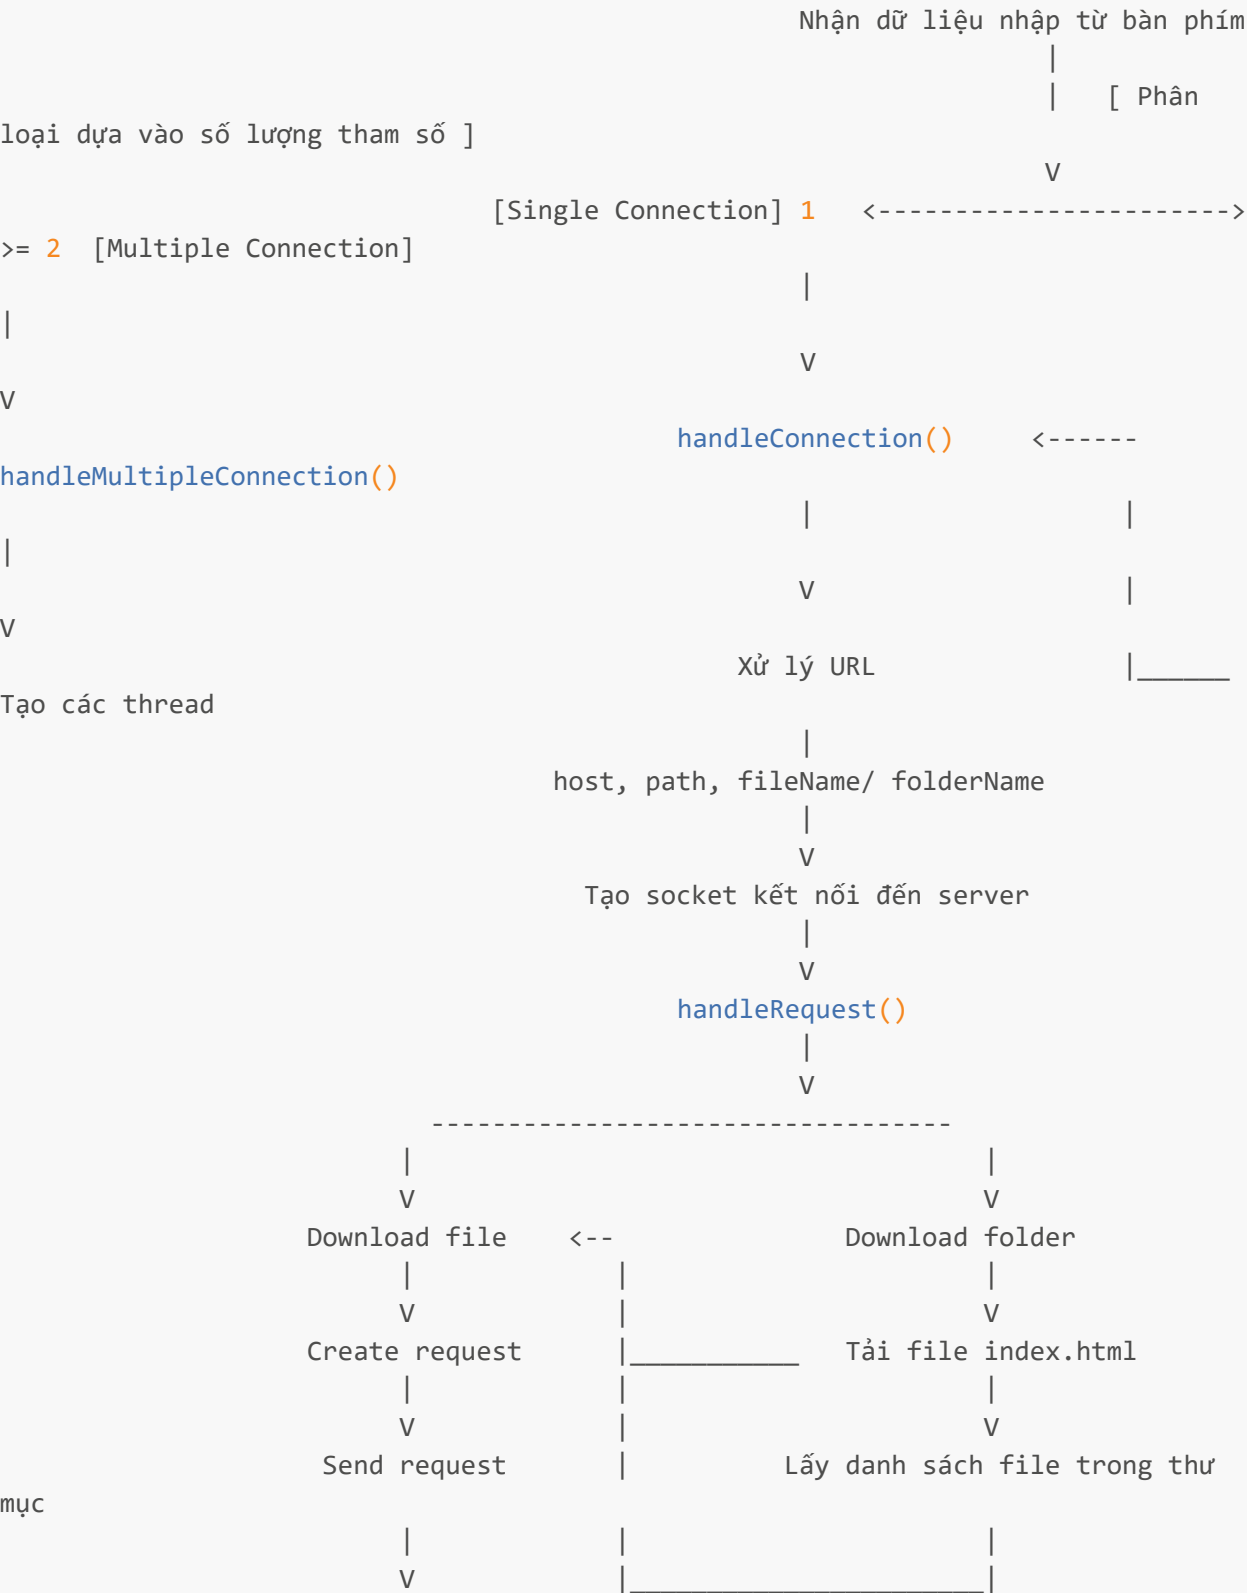 Nhận dữ liệu nhập từ bàn phím
|
| [ Phân
loại dựa vào số lượng tham số ]
V
[Single Connection] 1 <----------------------->
>= 2 [Multiple Connection]
|
|
V
V
handleConnection() <------
handleMultipleConnection()
| |
|
V |
V
Xử lý URL |______
Tạo các thread
|
host, path, fileName/ folderName
|
V
Tạo socket kết nối đến server
|
V
handleRequest()
|
V
----------------------------------
| |
V V
Download file <-- Download folder
| | |
V | V
Create request |___________ Tải file index.html
| | |
V | V
Send request | Lấy danh sách file trong thư
mục
| | |
V |_______________________|